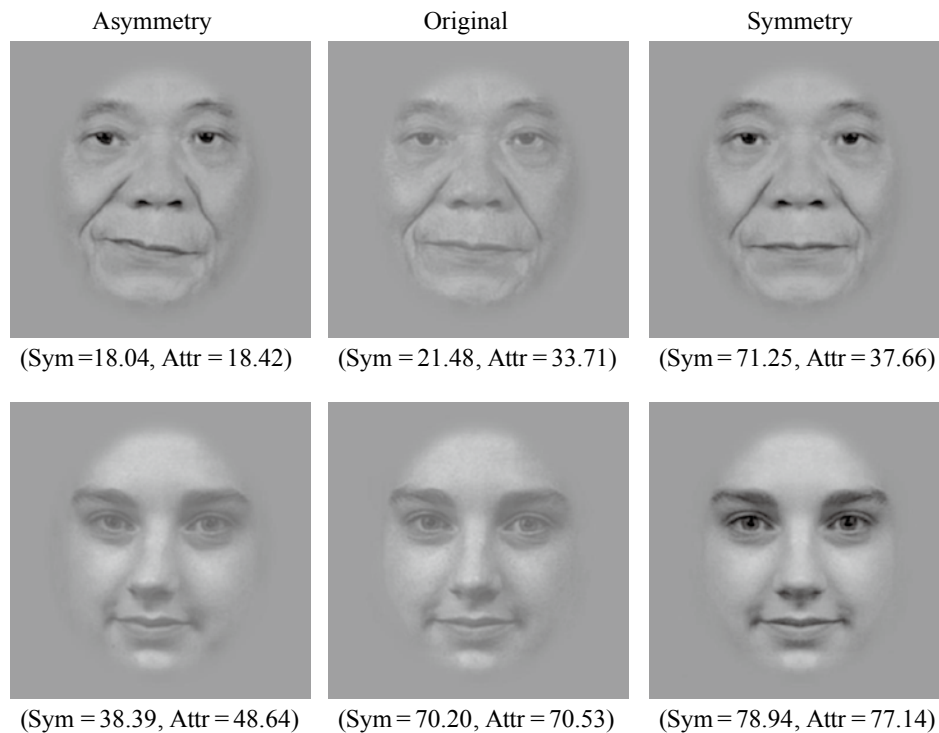 Asymmetry Original Symmetry
(Sym =18.04, Attr = 18.42) (Sym = 21.48, Attr = 33.71) (Sym = 71.25, Attr = 37.66)
(Sym = 38.39, Attr = 48.64) (Sym = 70.20, Attr = 70.53) (Sym = 78.94, Attr = 77.14)